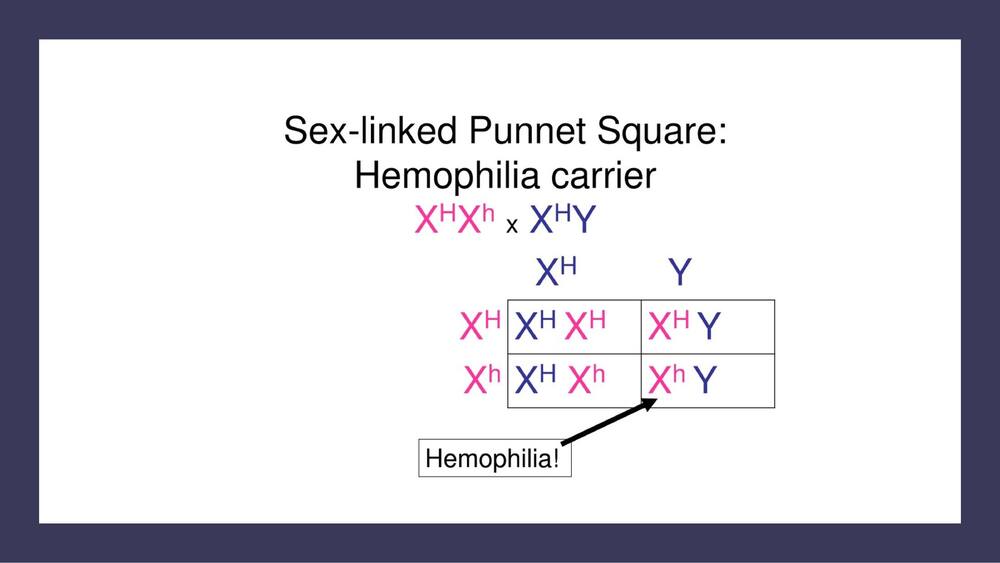 Sex-linked Punnet Square:
Hemophilia carrier
XᴴXʰ x XᴴY
Xᴴ Y
Xᴴ Xᴴ Xᴴ Xᴴ Y
Xʰ Xᴴ Xʰ Xʰ Y
Hemophilia!